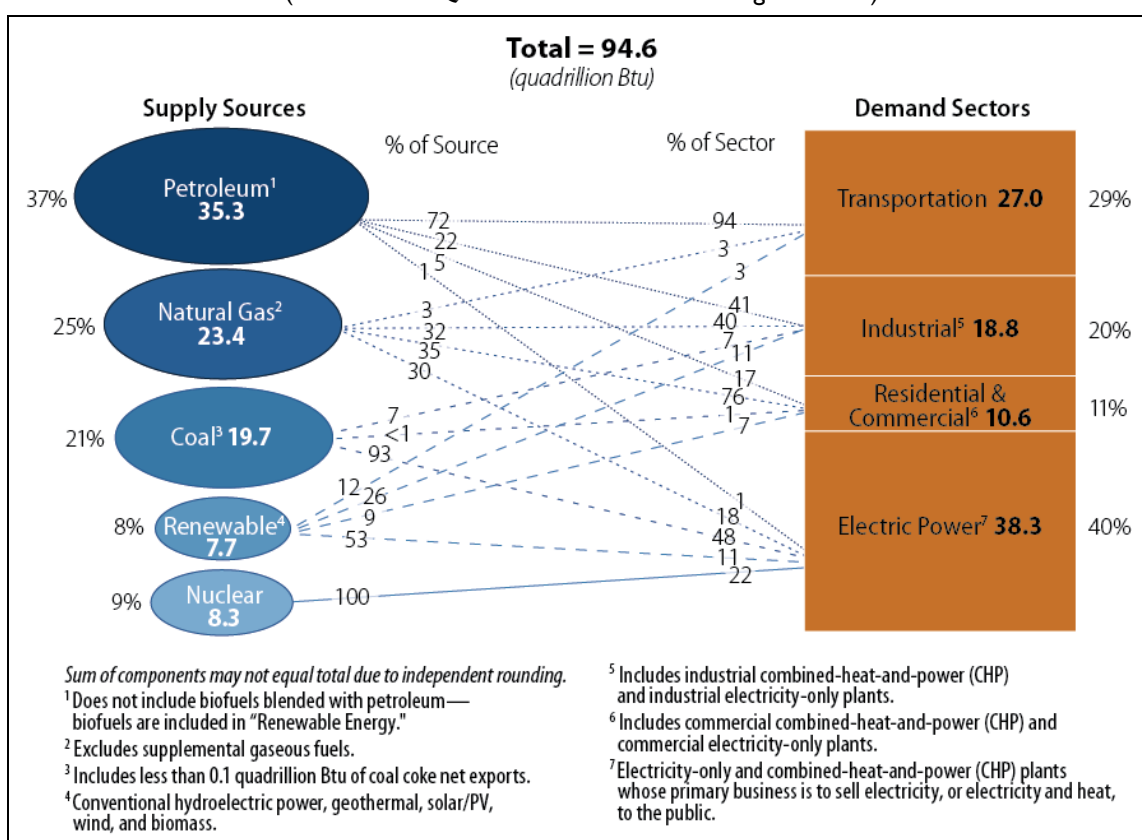 Total = 94.6
(quadrillion Btu)
Supply Sources
Demand Sectors
% of Source
% of Sector
37%
Petroleum¹
35.3
72
22
5
1
94
3
3
Transportation 27.0
29%
25%
Natural Gas²
23.4
3
32
35
30
41
40
7
11
Industrial⁵ 18.8
20%
21%
Coal³ 19.7
7
<1
93
17
76
1
7
Residential &
Commercial⁶ 10.6
11%
8%
Renewable⁴
7.7
12
26
9
53
1
18
48
11
22
Electric Power⁷ 38.3
40%
9%
Nuclear
8.3
100
Sum of components may not equal total due to independent rounding.
¹ Does not include biofuels blended with petroleum—
biofuels are included in “Renewable Energy."
² Excludes supplemental gaseous fuels.
³ Includes less than 0.1 quadrillion Btu of coal coke net exports.
⁴ Conventional hydroelectric power, geothermal, solar/PV,
wind, and biomass.
⁵ Includes industrial combined-heat-and-power (CHP)
and industrial electricity-only plants.
⁶ Includes commercial combined-heat-and-power (CHP) and
commercial electricity-only plants.
⁷ Electricity-only and combined-heat-and-power (CHP) plants
whose primary business is to sell electricity, or electricity and heat,
to the public.